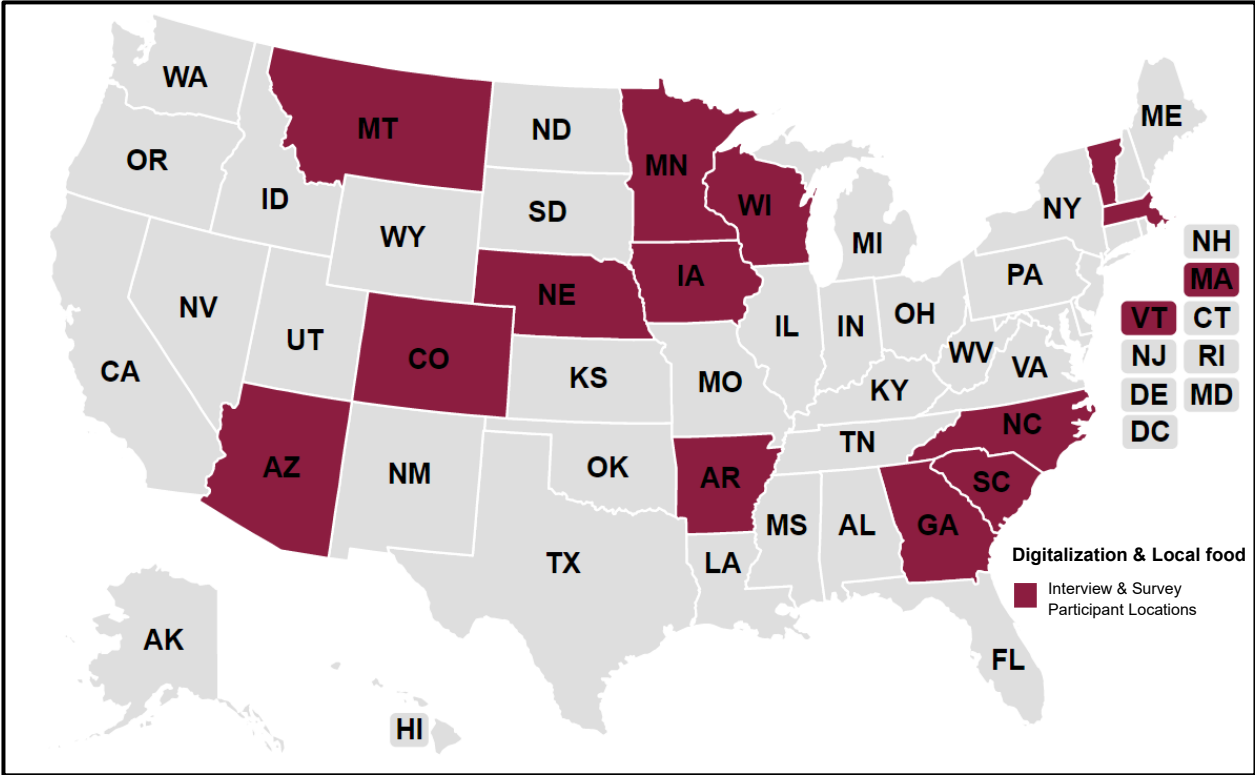 WA
MT
ND
MN
ME
OR
ID
SD
WI
NY
WY
MI
NH
MA
VT
CT
NJ
RI
DE
MD
DC
NV
NE
IA
PA
UT
CO
IL
IN
OH
WV
VA
CA
KS
MO
KY
NC
AZ
NM
OK
AR
TN
SC
MS
AL
GA
TX
LA
Digitalization & Local food
Interview & Survey
Participant Locations
AK
HI
FL